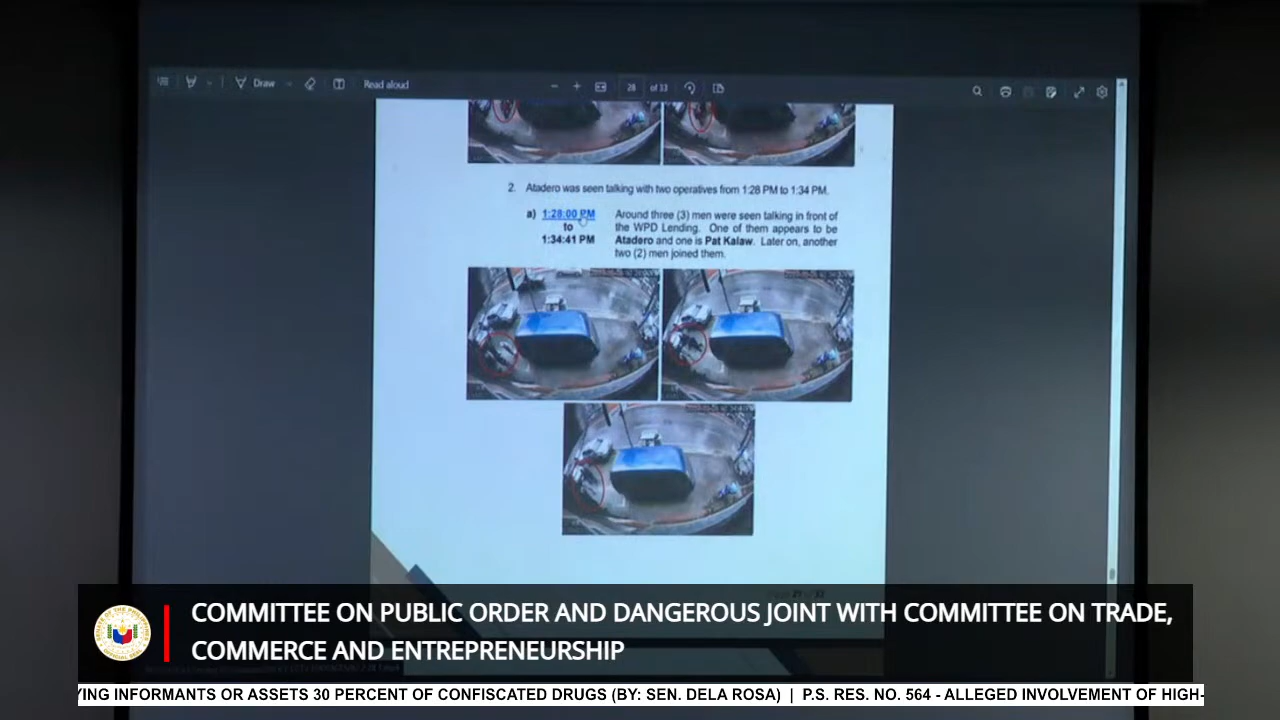 Draw
Read aloud
28 of 33
2. Atadero was seen talking with two operatives from 1:28 PM to 1:34 PM.
a) 1:28:00 PM
to
1:34:41 PM
Around three (3) men were seen talking in front of
the WPD Lending. One of them appears to be
Atadero and one is Pat Kalaw. Later on, another
two (2) men joined them.
Page 27 of 33
COMMITTEE ON PUBLIC ORDER AND DANGEROUS JOINT WITH COMMITTEE ON TRADE,
COMMERCE AND ENTREPRENEURSHIP
YING INFORMANTS OR ASSETS 30 PERCENT OF CONFISCATED DRUGS (BY: SEN. DELA ROSA) | P.S. RES. NO. 564 - ALLEGED INVOLVEMENT OF HIGH-